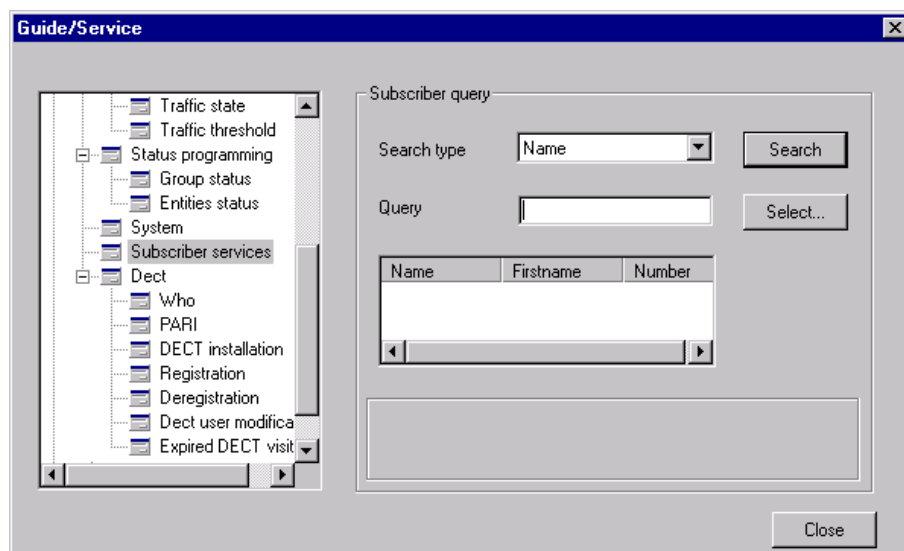 Guide/Service
Traffic state
Traffic threshold
Status programming
Group status
Entities status
System
Subscriber services
Dect
Who
PARI
DECT installation
Registration
Deregistration
Dect user modifica
Expired DECT visit
Subscriber query
Search type
Name
Search
Query
Select...
Name Firstname Number
Close